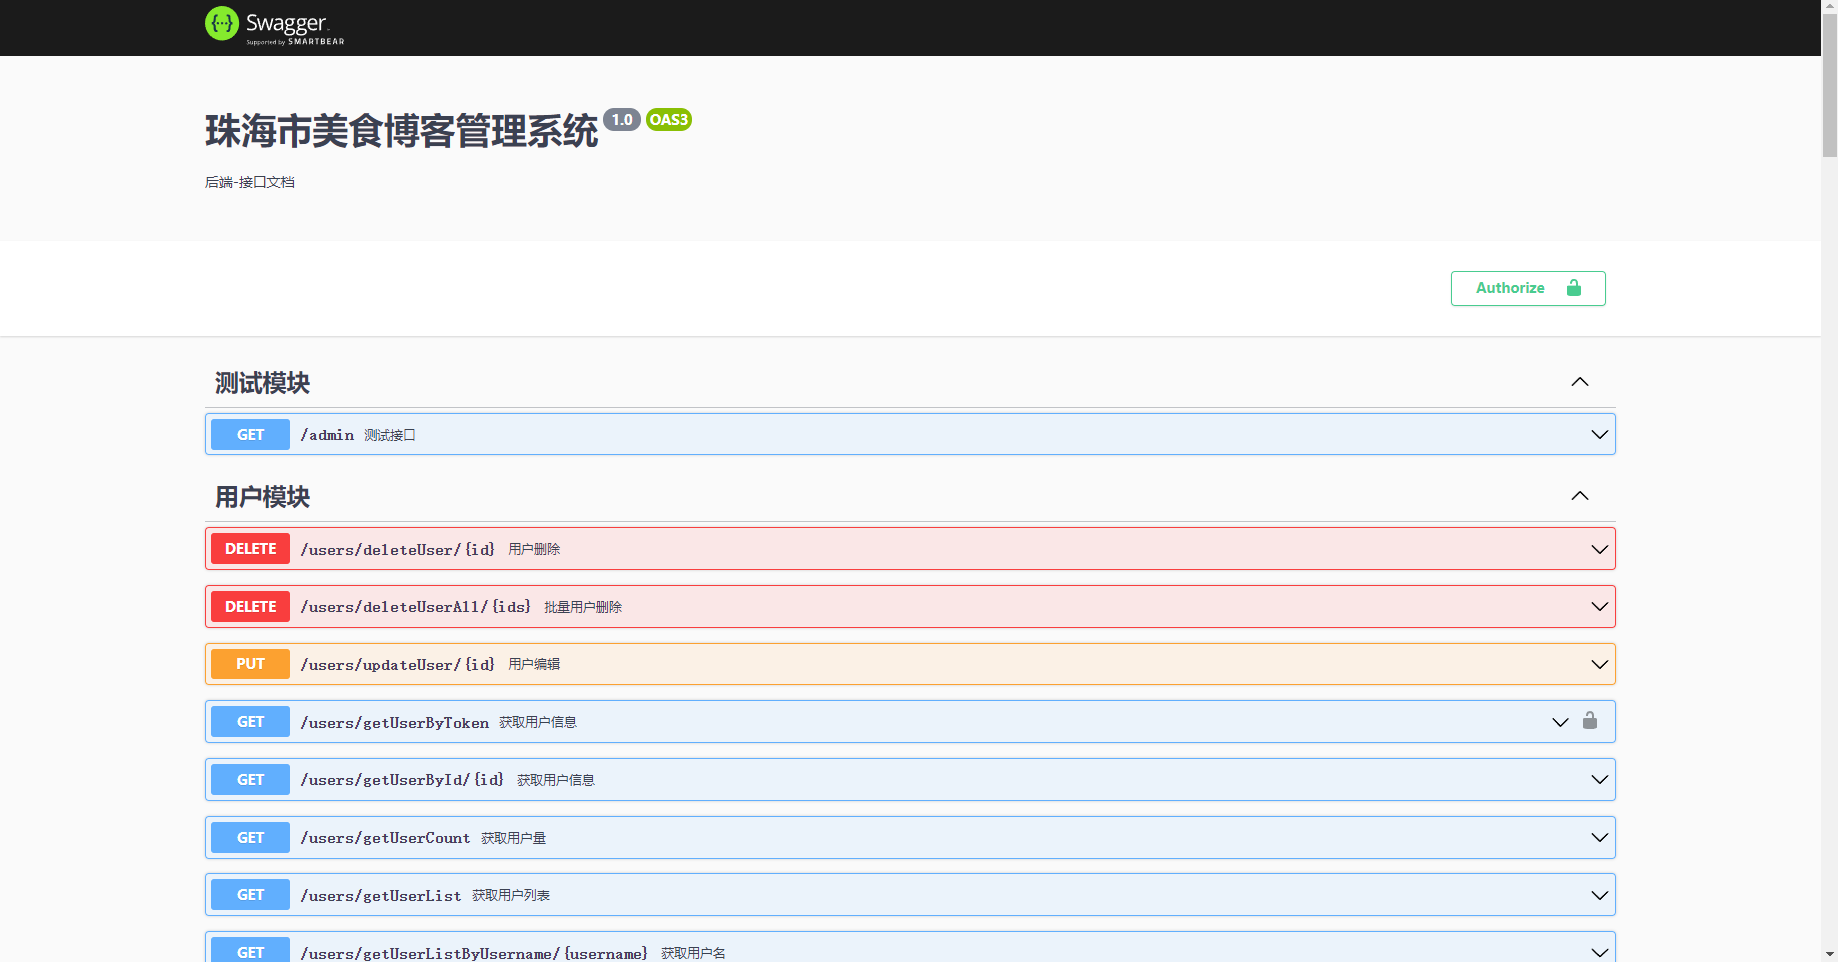 Swagger
Supported by SMARTBEAR
珠海市美食博客管理系统 1.0 OAS3
后端-接口文档
Authorize
测试模块
GET /admin 测试接口
用户模块
DELETE /users/deleteUser/{id} 用户删除
DELETE /users/deleteUserAll/{ids} 批量用户删除
PUT /users/updateUser/{id} 用户编辑
GET /users/getUserByToken 获取用户信息
GET /users/getUserById/{id} 获取用户信息
GET /users/getUserCount 获取用户量
GET /users/getUserList 获取用户列表
GET /users/getUserListByUsername/{username} 获取用户名